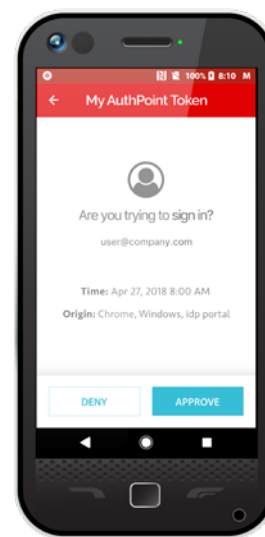 100% 8:10 M
My AuthPoint Token
Are you trying to sign in?
user@company.com
Time: Apr 27, 2018 8:00 AM
Origin: Chrome, Windows, idp portal
DENY APPROVE